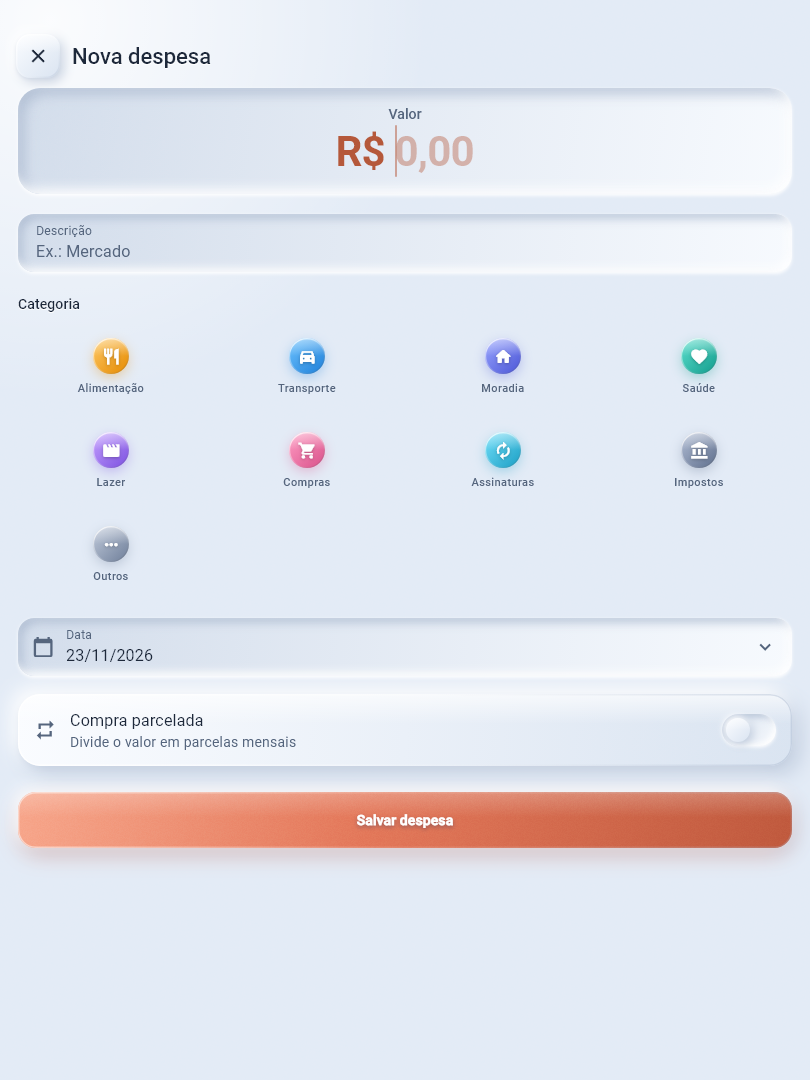 Nova despesa
Valor
R$ 0,00
Descrição
Ex.: Mercado
Categoria
Alimentação
Transporte
Moradia
Saúde
Lazer
Compras
Assinaturas
Impostos
Outros
Data
23/11/2026
Compra parcelada
Divide o valor em parcelas mensais
Salvar despesa